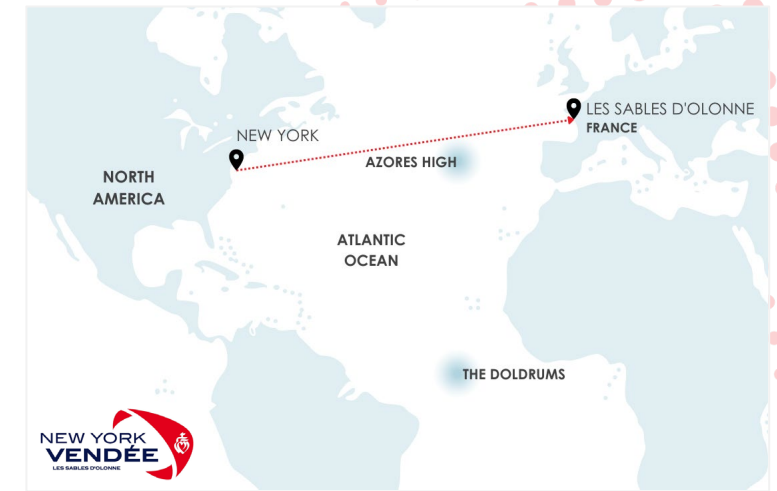 LES SABLES D'OLONNE
FRANCE
NEW YORK
AZORES HIGH
NORTH
AMERICA
ATLANTIC
OCEAN
THE DOLDRUMS
NEW YORK
VENDÉE
LES SABLES D'OLONNE